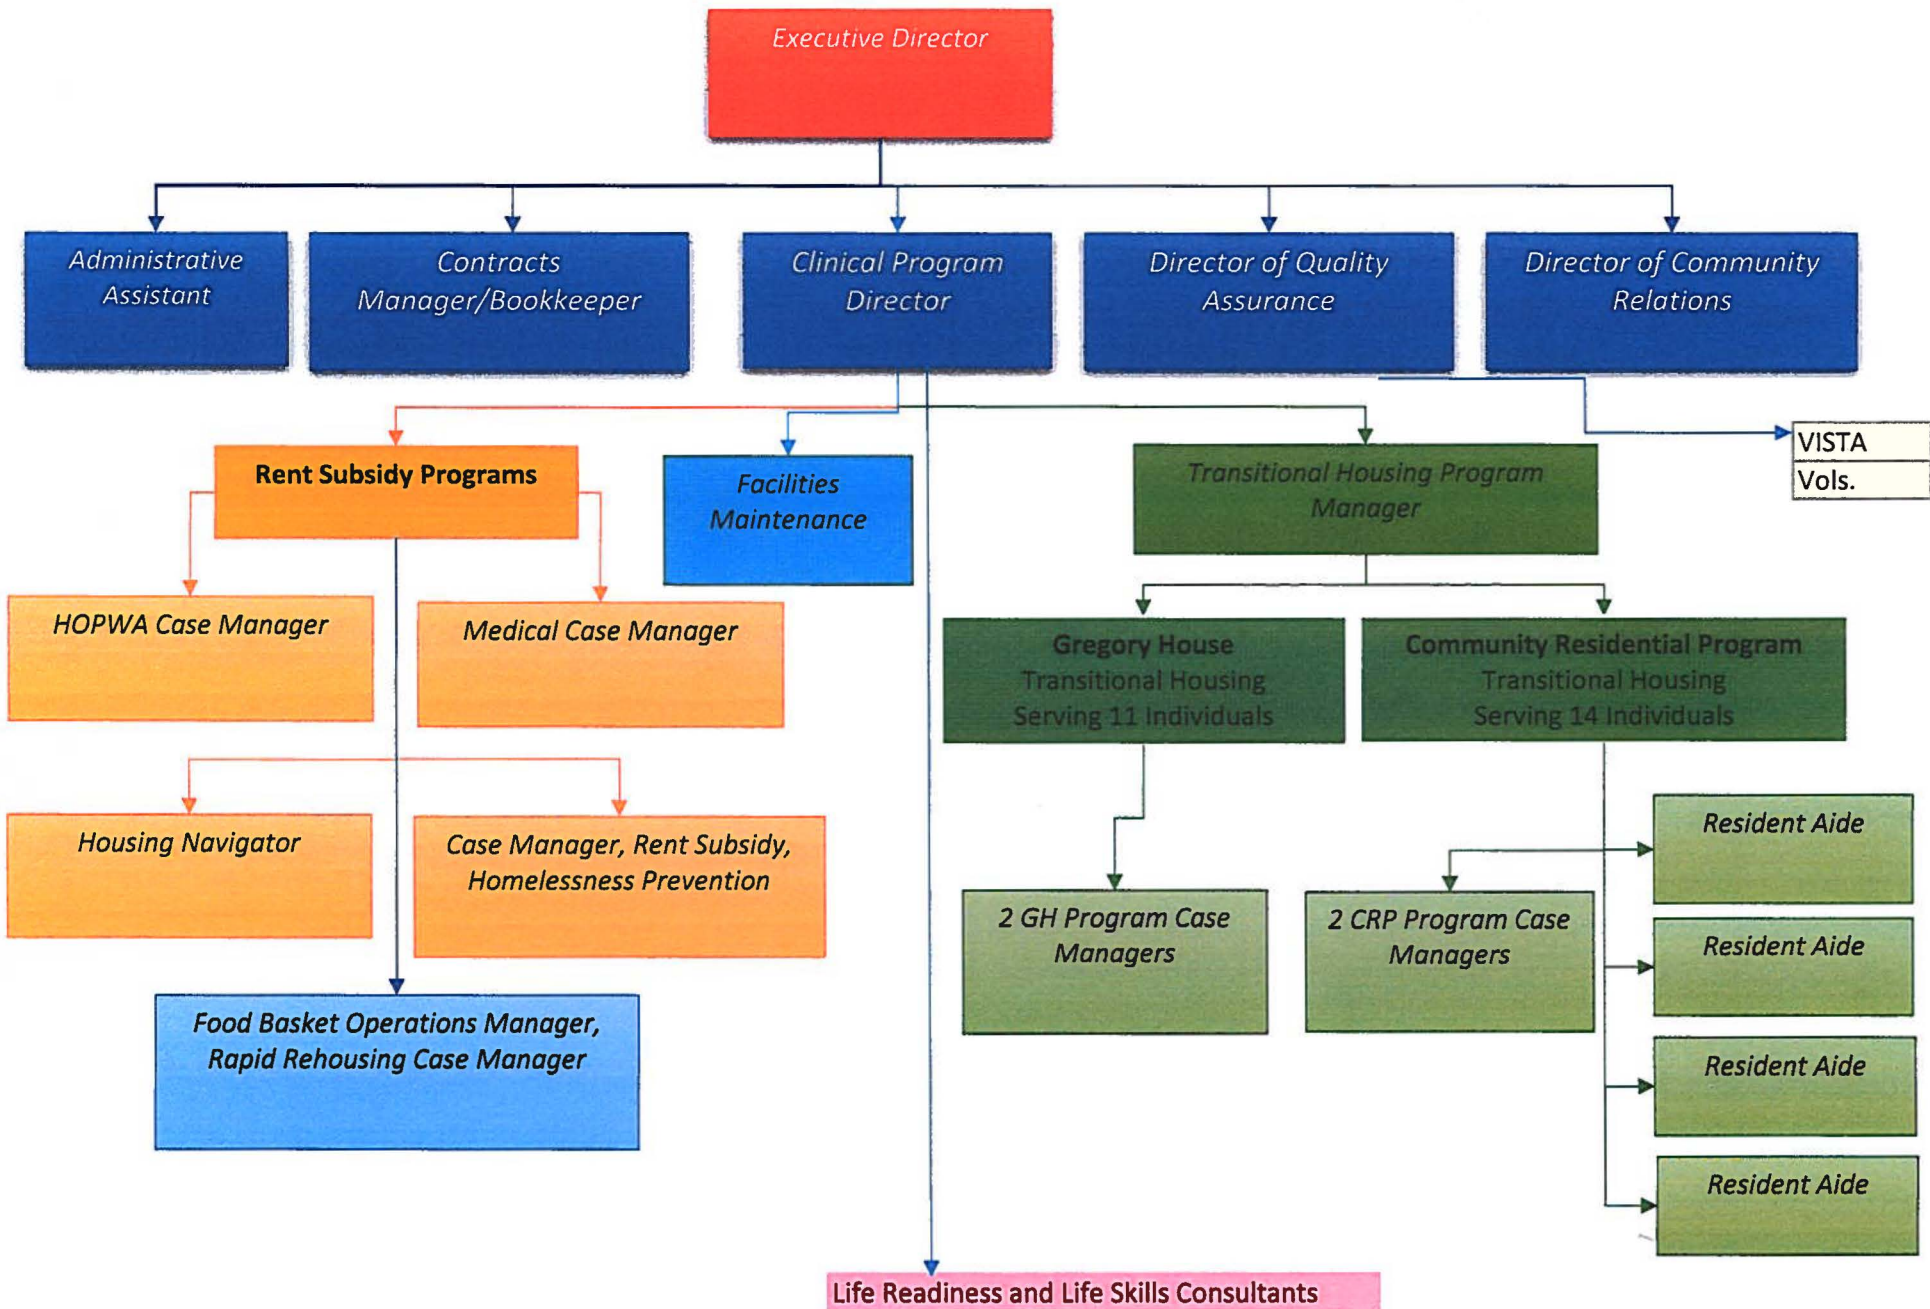 Executive Director
Administrative
Assistant
Contracts
Manager/Bookkeeper
Clinical Program
Director
Director of Quality
Assurance
Director of Community
Relations
VISTA
Vols.
Rent Subsidy Programs
Facilities
Maintenance
Transitional Housing Program
Manager
HOPWA Case Manager
Medical Case Manager
Gregory House
Transitional Housing
Serving 11 Individuals
Community Residential Program
Transitional Housing
Serving 14 Individuals
Housing Navigator
Case Manager, Rent Subsidy,
Homelessness Prevention
Resident Aide
2 GH Program Case
Managers
2 CRP Program Case
Managers
Resident Aide
Food Basket Operations Manager,
Rapid Rehousing Case Manager
Resident Aide
Resident Aide
Life Readiness and Life Skills Consultants